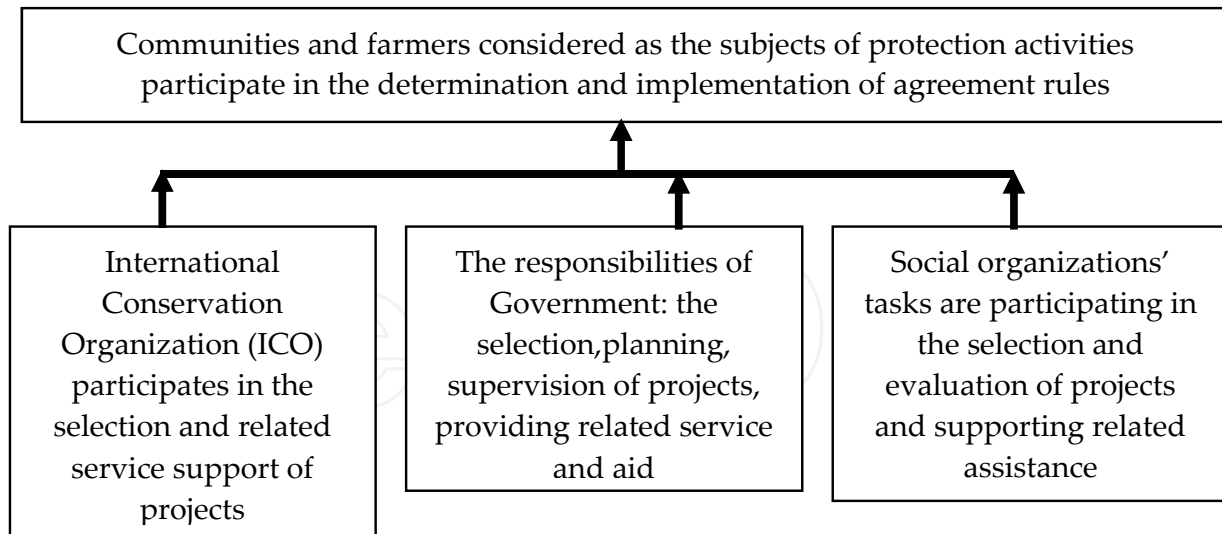 Communities and farmers considered as the subjects of protection activities
participate in the determination and implementation of agreement rules
International
Conservation
Organization (ICO)
participates in the
selection and related
service support of
projects
The responsibilities of
Government: the
selection,planning,
supervision of projects,
providing related service
and aid
Social organizations’
tasks are participating in
the selection and
evaluation of projects
and supporting related
assistance